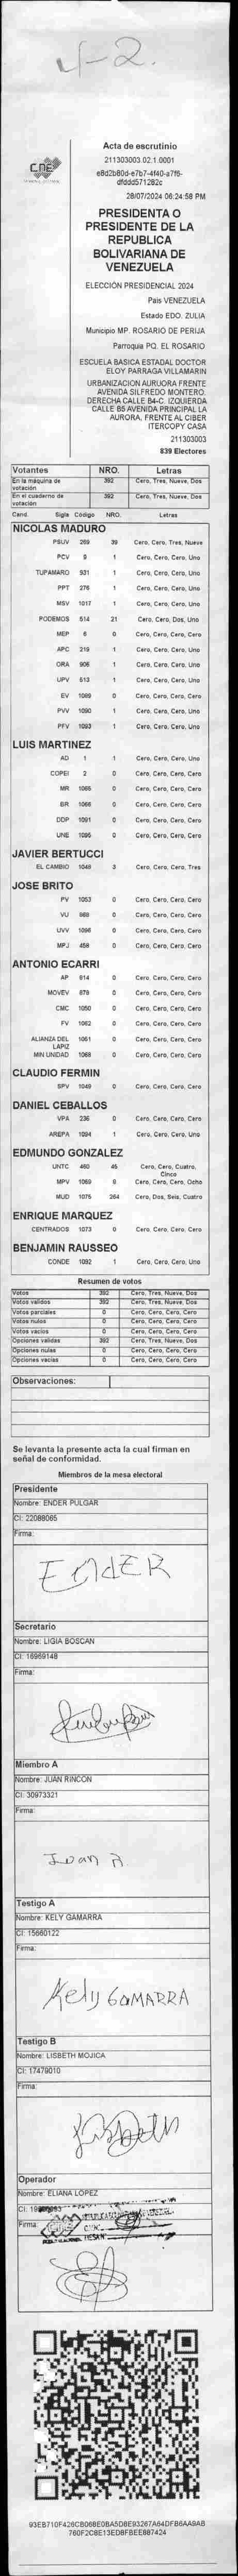 4-2.
CNE
Acta de escrutinio
211303003.02.1.0001
e8d2b80d-e7b7-4f40-a7f6-
dfddd571282c
28/07/2024 06:24:58 PM
PRESIDENTA O
PRESIDENTE DE LA
REPUBLICA
BOLIVARIANA DE
VENEZUELA
ELECCIÓN PRESIDENCIAL 2024
Pais VENEZUELA
Estado EDO. ZULIA
Municipio MP. ROSARIO DE PERIJA
Parroquia PQ. EL ROSARIO
ESCUELA BASICA ESTADAL DOCTOR
ELOY PARRAGA VILLAMARIN
URBANIZACION AURUORA FRENTE
AVENIDA SILFREDO MONTERO.
DERECHA CALLE B4-C. IZQUIERDA
CALLE B5 AVENIDA PRINCIPAL LA
AURORA. FRENTE AL CIBER
ITERCOPY CASA
211303003
839 Electores
Votantes NRO. Letras
En la máquina de votación 392 Cero, Tres, Nueve, Dos
En el cuaderno de votación 392 Cero, Tres, Nueve, Dos
Cand. Sigla Código NRO. Letras
NICOLAS MADURO
PSUV 269 39 Cero, Cero, Tres, Nueve
PCV 9 1 Cero, Cero, Cero, Uno
TUPAMARO 931 1 Cero, Cero, Cero, Uno
PPT 276 1 Cero, Cero, Cero, Uno
MSV 1017 1 Cero, Cero, Cero, Uno
PODEMOS 514 21 Cero, Cero, Dos, Uno
MEP 6 0 Cero, Cero, Cero, Cero
APC 219 1 Cero, Cero, Cero, Uno
ORA 906 1 Cero, Cero, Cero, Uno
UPV 613 1 Cero, Cero, Cero, Uno
EV 1089 0 Cero, Cero, Cero, Cero
PVV 1090 1 Cero, Cero, Cero, Uno
PFV 1093 1 Cero, Cero, Cero, Uno
LUIS MARTINEZ
AD 1 1 Cero, Cero, Cero, Uno
COPEI 2 0 Cero, Cero, Cero, Cero
MR 1065 0 Cero, Cero, Cero, Cero
BR 1066 0 Cero, Cero, Cero, Cero
DDP 1091 0 Cero, Cero, Cero, Cero
UNE 1095 0 Cero, Cero, Cero, Cero
JAVIER BERTUCCI
EL CAMBIO 1048 3 Cero, Cero, Cero, Tres
JOSE BRITO
PV 1053 0 Cero, Cero, Cero, Cero
VU 868 0 Cero, Cero, Cero, Cero
UVV 1096 0 Cero, Cero, Cero, Cero
MPJ 458 0 Cero, Cero, Cero, Cero
ANTONIO ECARRI
AP 814 0 Cero, Cero, Cero, Cero
MOVEV 879 0 Cero, Cero, Cero, Cero
CMC 1050 0 Cero, Cero, Cero, Cero
FV 1062 0 Cero, Cero, Cero, Cero
ALIANZA DEL LAPIZ 1051 0 Cero, Cero, Cero, Cero
MIN UNIDAD 1068 0 Cero, Cero, Cero, Cero
CLAUDIO FERMIN
SPV 1049 0 Cero, Cero, Cero, Cero
DANIEL CEBALLOS
VPA 236 0 Cero, Cero, Cero, Cero
AREPA 1094 1 Cero, Cero, Cero, Uno
EDMUNDO GONZALEZ
UNTC 460 45 Cero, Cero, Cuatro, Cinco
MPV 1069 8 Cero, Cero, Cero, Ocho
MUD 1075 264 Cero, Dos, Seis, Cuatro
ENRIQUE MARQUEZ
CENTRADOS 1073 0 Cero, Cero, Cero, Cero
BENJAMIN RAUSSEO
CONDE 1092 1 Cero, Cero, Cero, Uno
Resumen de votos
Votos 392 Cero, Tres, Nueve, Dos
Votos válidos 392 Cero, Tres, Nueve, Dos
Votos parciales 0 Cero, Cero, Cero, Cero
Votos nulos 0 Cero, Cero, Cero, Cero
Votos vacíos 0 Cero, Cero, Cero, Cero
Opciones válidas 392 Cero, Tres, Nueve, Dos
Opciones nulas 0 Cero, Cero, Cero, Cero
Opciones vacías 0 Cero, Cero, Cero, Cero
Observaciones:
Se levanta la presente acta la cual firman en
señal de conformidad.
Miembros de la mesa electoral
Presidente
Nombre: ENDER PULGAR
CI: 22088065
Firma:
ENdER
Secretario
Nombre: LIGIA BOSCAN
CI: 16969148
Firma:
Miembro A
Nombre: JUAN RINCON
CI: 30973321
Firma:
Juan R.
Testigo A
Nombre: KELY GAMARRA
CI: 15660122
Firma:
Kely GAMARRA
Testigo B
Nombre: LISBETH MOJICA
CI: 17479010
Firma:
Lisbeth
Operador
Nombre: ELIANA LOPEZ
CI:
Firma:
93EB710F426CB068E0BA5D8E93267A64DFB6AA9AB
760F2C8E13ED8FBEE887424